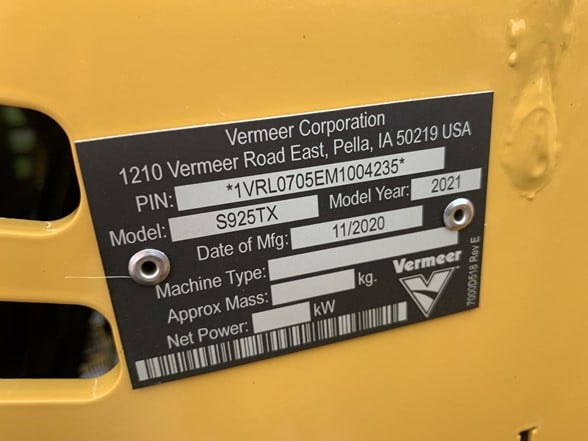 Vermeer Corporation
1210 Vermeer Road East, Pella, IA 50219 USA
PIN: *1VRL0705EM1004235*
Model: S925TX Model Year: 2021
Date of Mfg: 11/2020
Machine Type:
Approx Mass: kg.
Net Power: kW
Vermeer
7000D518 Rev E